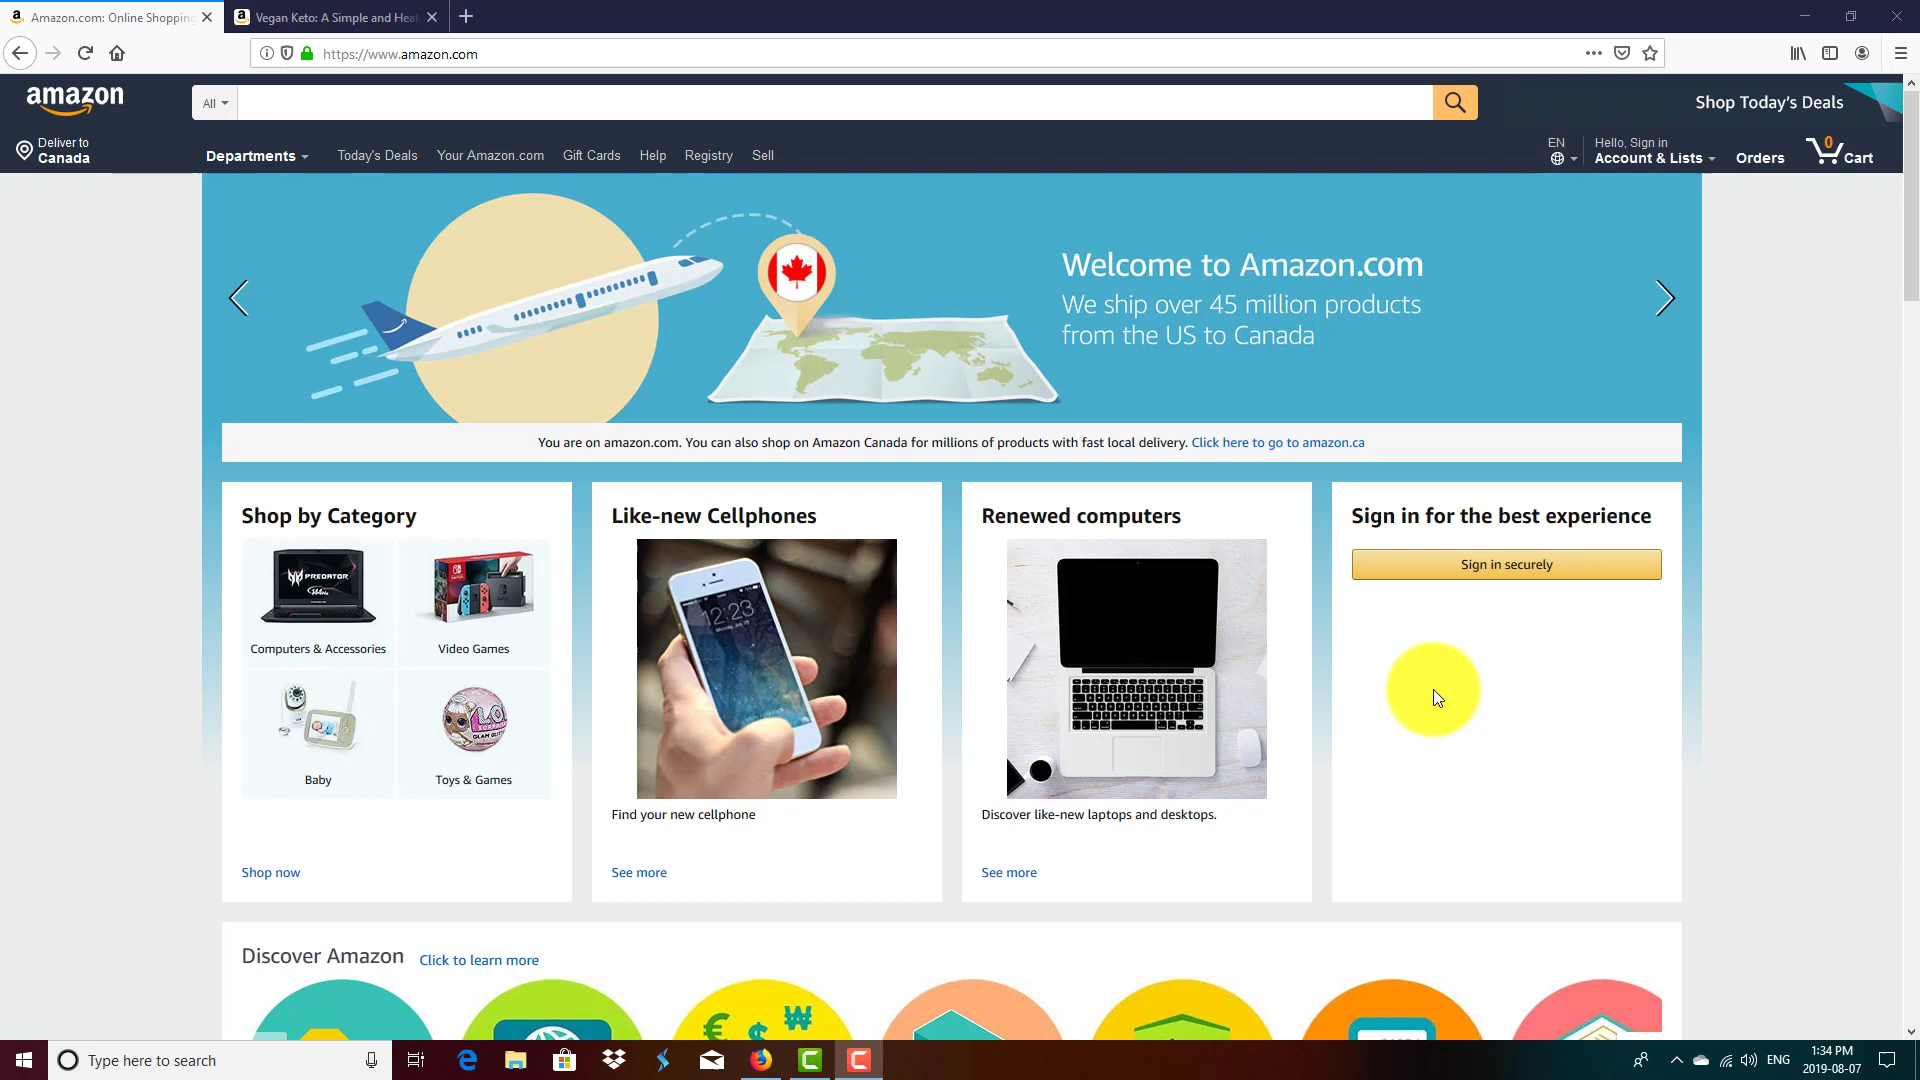 Amazon.com: Online Shopping
Vegan Keto: A Simple and Heal
https://www.amazon.com
amazon
All
Shop Today's Deals
Deliver to
Canada
Departments
Today's Deals
Your Amazon.com
Gift Cards
Help
Registry
Sell
EN
Hello, Sign in
Account & Lists
Orders
0
Cart
Welcome to Amazon.com
We ship over 45 million products
from the US to Canada
You are on amazon.com. You can also shop on Amazon Canada for millions of products with fast local delivery. Click here to go to amazon.ca
Shop by Category
PREDATOR
144Hz
Computers & Accessories
Video Games
Baby
Toys & Games
Shop now
Like-new Cellphones
12:23
Find your new cellphone
See more
Renewed computers
Discover like-new laptops and desktops.
See more
Sign in for the best experience
Sign in securely
Discover Amazon
Click to learn more
Type here to search
ENG
1:34 PM
2019-08-07